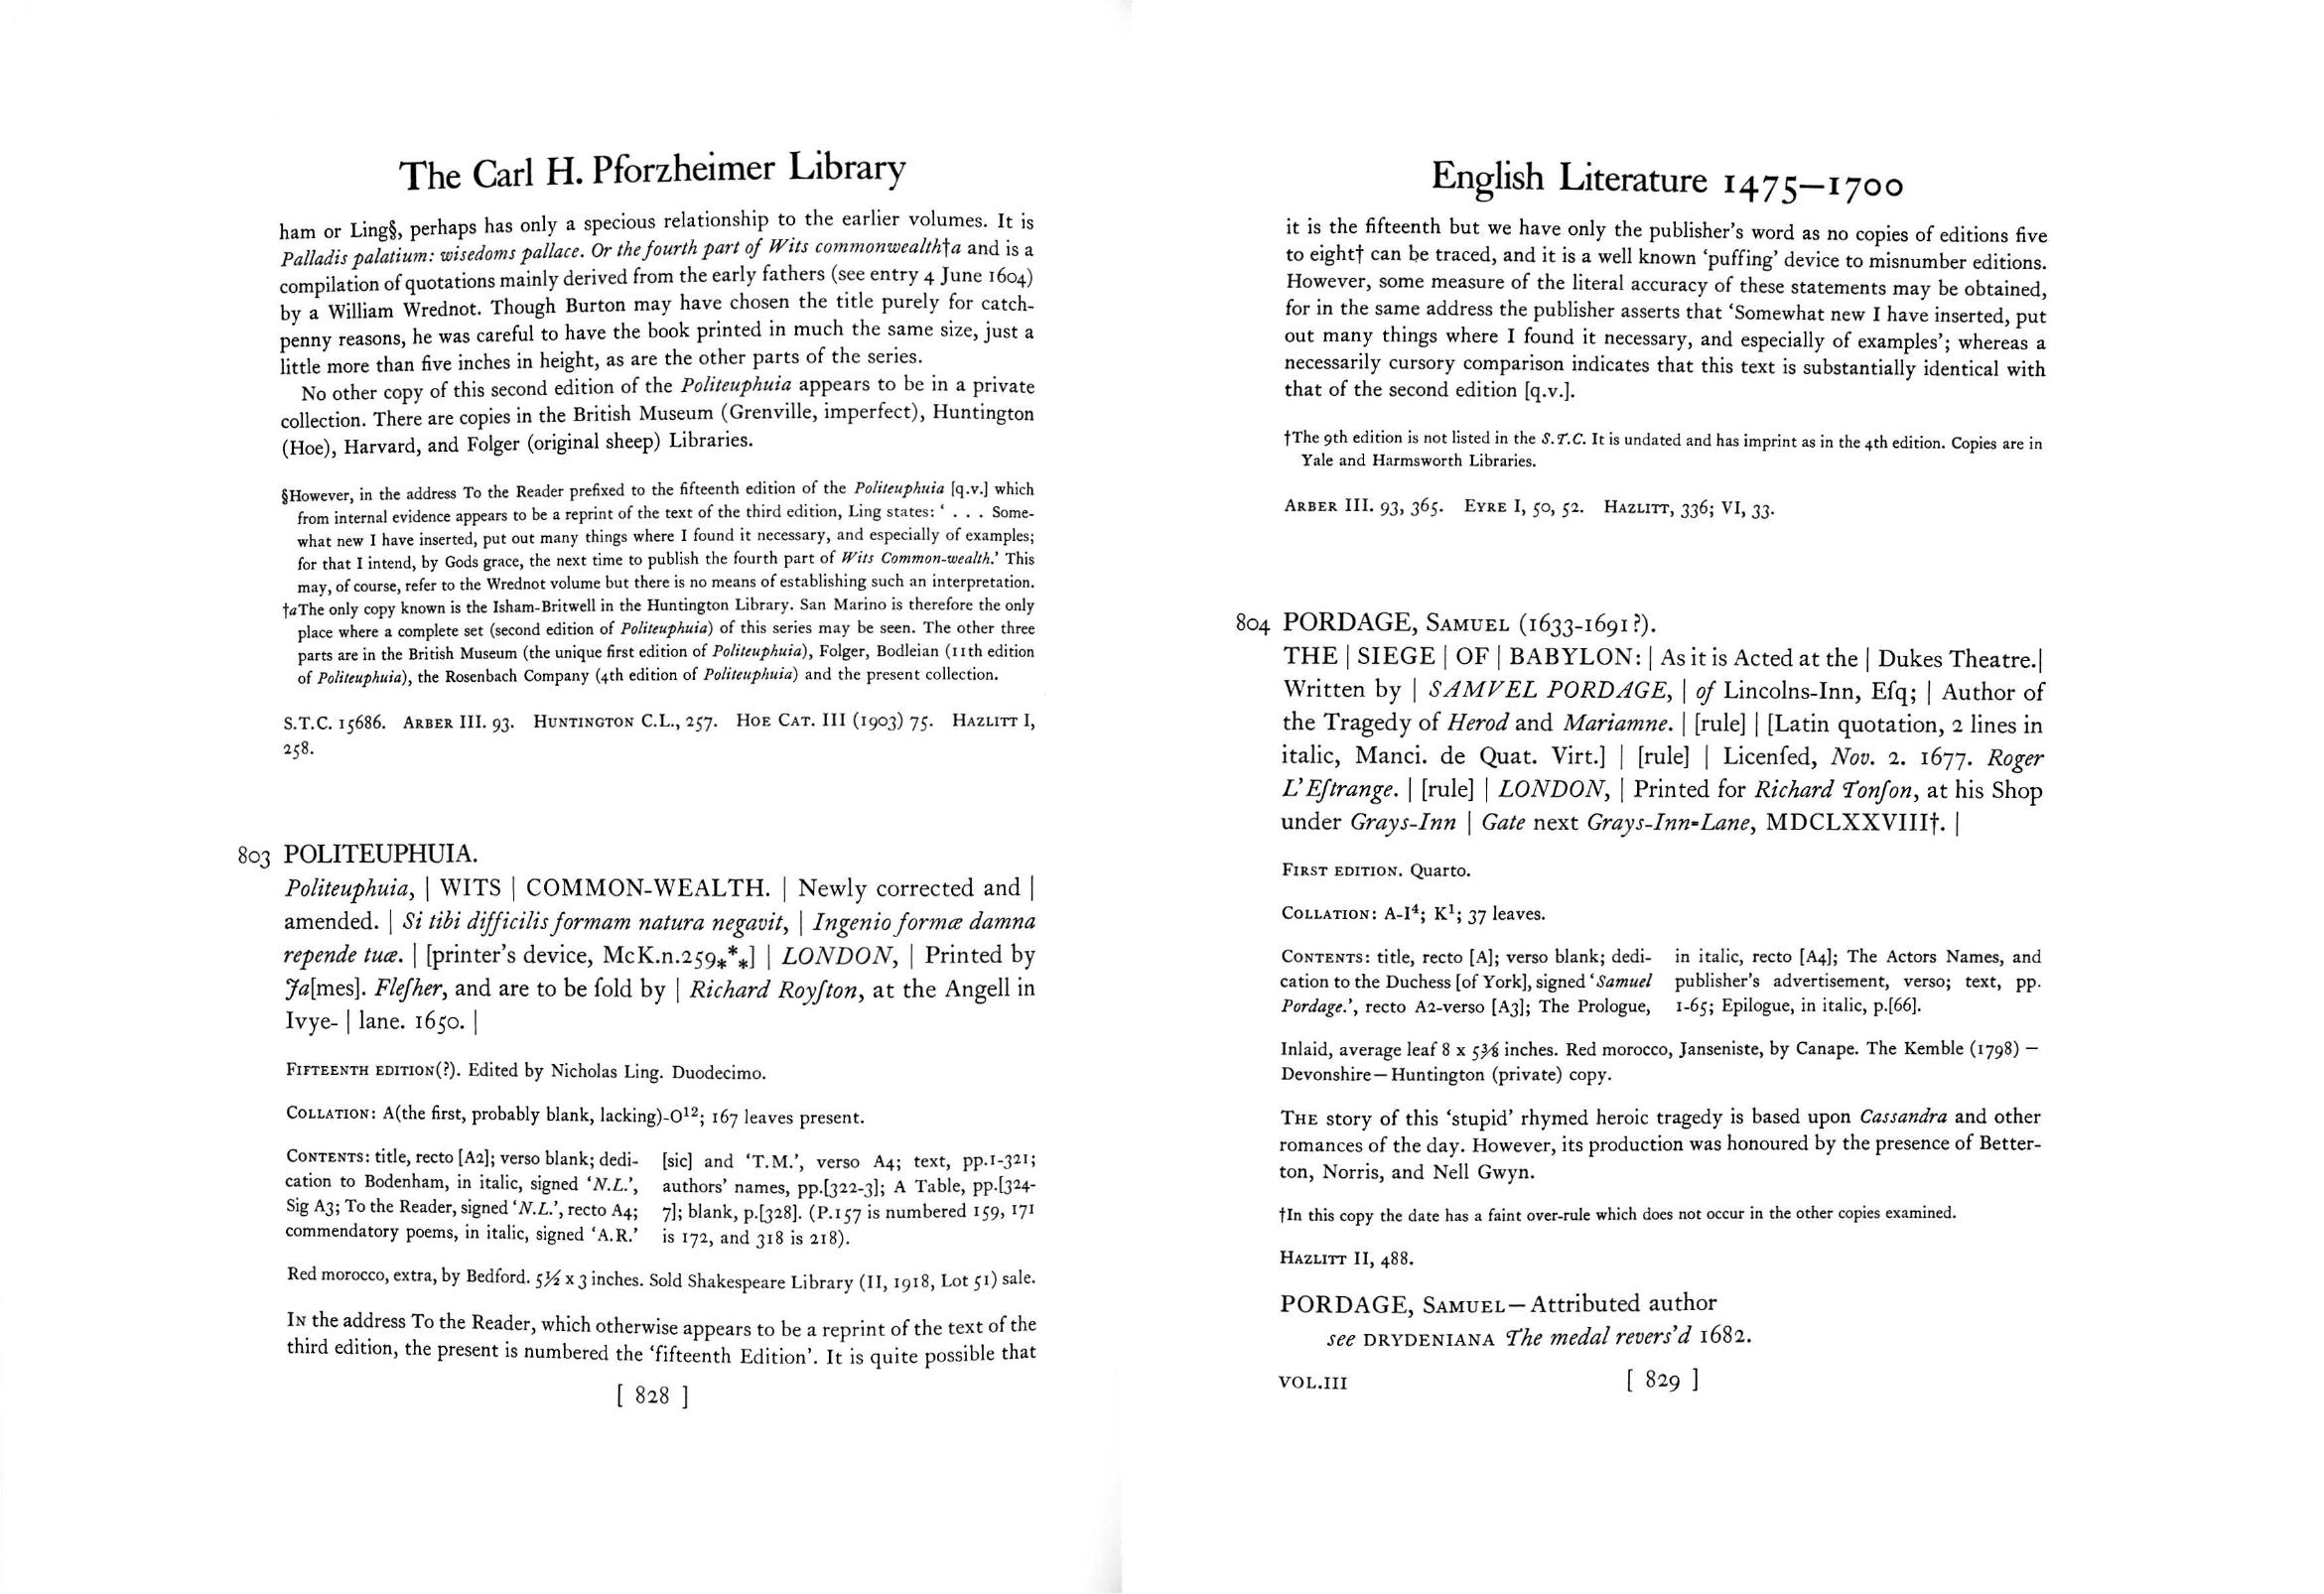 The Carl H. Pforzheimer Library
ham or Ling§, perhaps has only a specious relationship to the earlier volumes. It is
Palladis palatium: wisedoms pallace. Or the fourth part of Wits commonwealth†a and is a
compilation of quotations mainly derived from the early fathers (see entry 4 June 1604)
by a William Wrednot. Though Burton may have chosen the title purely for catch-
penny reasons, he was careful to have the book printed in much the same size, just a
little more than five inches in height, as are the other parts of the series.
No other copy of this second edition of the Politeuphuia appears to be in a private
collection. There are copies in the British Museum (Grenville, imperfect), Huntington
(Hoe), Harvard, and Folger (original sheep) Libraries.
§However, in the address To the Reader prefixed to the fifteenth edition of the Politeuphuia [q.v.] which
from internal evidence appears to be a reprint of the text of the third edition, Ling states: ‘ . . . Some-
what new I have inserted, put out many things where I found it necessary, and especially of examples;
for that I intend, by Gods grace, the next time to publish the fourth part of Wits Common-wealth.’ This
may, of course, refer to the Wrednot volume but there is no means of establishing such an interpretation.
†aThe only copy known is the Isham-Britwell in the Huntington Library. San Marino is therefore the only
place where a complete set (second edition of Politeuphuia) of this series may be seen. The other three
parts are in the British Museum (the unique first edition of Politeuphuia), Folger, Bodleian (11th edition
of Politeuphuia), the Rosenbach Company (4th edition of Politeuphuia) and the present collection.
S.T.C. 15686. ARBER III. 93. HUNTINGTON C.L., 257. HOE CAT. III (1903) 75. HAZLITT I,
258.
803 POLITEUPHUIA.
Politeuphuia, | WITS | COMMON-WEALTH. | Newly corrected and |
amended. | Si tibi difficilis formam natura negavit, | Ingenio formæ damna
repende tuæ. | [printer’s device, McK.n.259⁎*⁎] | LONDON, | Printed by
Ja[mes]. Fleſher, and are to be ſold by | Richard Royſton, at the Angell in
Ivye- | lane. 1650. |
FIFTEENTH EDITION(?). Edited by Nicholas Ling. Duodecimo.
COLLATION: A(the first, probably blank, lacking)-O¹²; 167 leaves present.
CONTENTS: title, recto [A2]; verso blank; dedi-
cation to Bodenham, in italic, signed ‘N.L.’,
Sig A3; To the Reader, signed ‘N.L.’, recto A4;
commendatory poems, in italic, signed ‘A.R.’
[sic] and ‘T.M.’, verso A4; text, pp.1-321;
authors’ names, pp.[322-3]; A Table, pp.[324-
7]; blank, p.[328]. (P.157 is numbered 159, 171
is 172, and 318 is 218).
Red morocco, extra, by Bedford. 5½ x 3 inches. Sold Shakespeare Library (II, 1918, Lot 51) sale.
IN the address To the Reader, which otherwise appears to be a reprint of the text of the
third edition, the present is numbered the ‘fifteenth Edition’. It is quite possible that
[ 828 ]
English Literature 1475–1700
it is the fifteenth but we have only the publisher’s word as no copies of editions five
to eight† can be traced, and it is a well known ‘puffing’ device to misnumber editions.
However, some measure of the literal accuracy of these statements may be obtained,
for in the same address the publisher asserts that ‘Somewhat new I have inserted, put
out many things where I found it necessary, and especially of examples’; whereas a
necessarily cursory comparison indicates that this text is substantially identical with
that of the second edition [q.v.].
†The 9th edition is not listed in the S.T.C. It is undated and has imprint as in the 4th edition. Copies are in
Yale and Harmsworth Libraries.
ARBER III. 93, 365. EYRE I, 50, 52. HAZLITT, 336; VI, 33.
804 PORDAGE, SAMUEL (1633-1691?).
THE | SIEGE | OF | BABYLON: | As it is Acted at the | Dukes Theatre.|
Written by | SAMVEL PORDAGE, | of Lincolns-Inn, Eſq; | Author of
the Tragedy of Herod and Mariamne. | [rule] | [Latin quotation, 2 lines in
italic, Manci. de Quat. Virt.] | [rule] | Licenſed, Nov. 2. 1677. Roger
L’Eſtrange. | [rule] | LONDON, | Printed for Richard Tonſon, at his Shop
under Grays-Inn | Gate next Grays-Inn-Lane, MDCLXXVIII†. |
FIRST EDITION. Quarto.
COLLATION: A-I⁴; K¹; 37 leaves.
CONTENTS: title, recto [A]; verso blank; dedi-
cation to the Duchess [of York], signed ‘Samuel
Pordage.’, recto A2-verso [A3]; The Prologue,
in italic, recto [A4]; The Actors Names, and
publisher’s advertisement, verso; text, pp.
1-65; Epilogue, in italic, p.[66].
Inlaid, average leaf 8 x 5⅜ inches. Red morocco, Janseniste, by Canape. The Kemble (1798) —
Devonshire—Huntington (private) copy.
THE story of this ‘stupid’ rhymed heroic tragedy is based upon Cassandra and other
romances of the day. However, its production was honoured by the presence of Better-
ton, Norris, and Nell Gwyn.
†In this copy the date has a faint over-rule which does not occur in the other copies examined.
HAZLITT II, 488.
PORDAGE, SAMUEL—Attributed author
see DRYDENIANA The medal revers’d 1682.
VOL.III
[ 829 ]